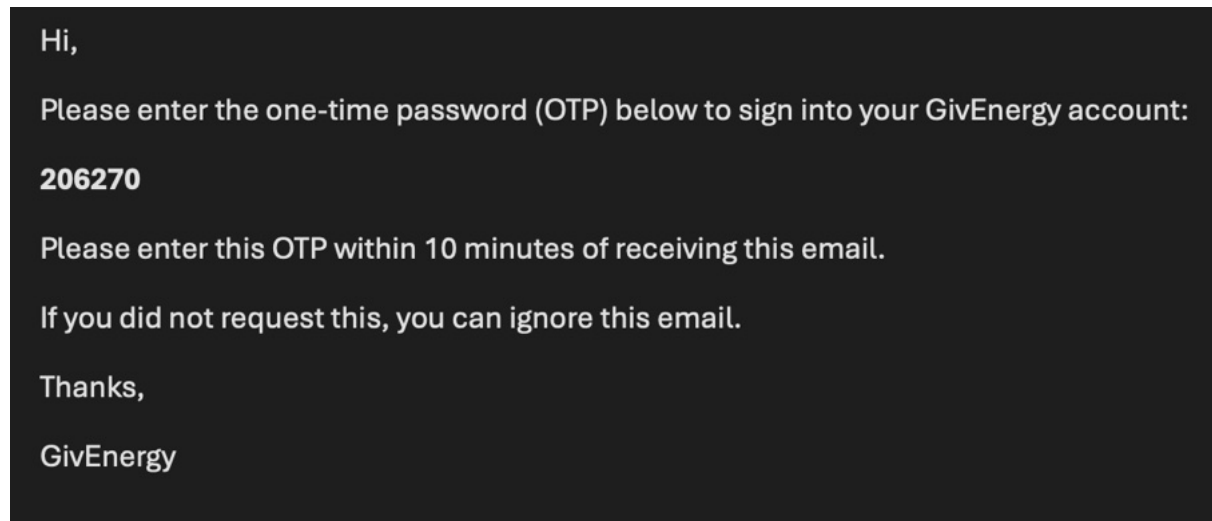 Hi,
Please enter the one-time password (OTP) below to sign into your GivEnergy account:
206270
Please enter this OTP within 10 minutes of receiving this email.
If you did not request this, you can ignore this email.
Thanks,
GivEnergy